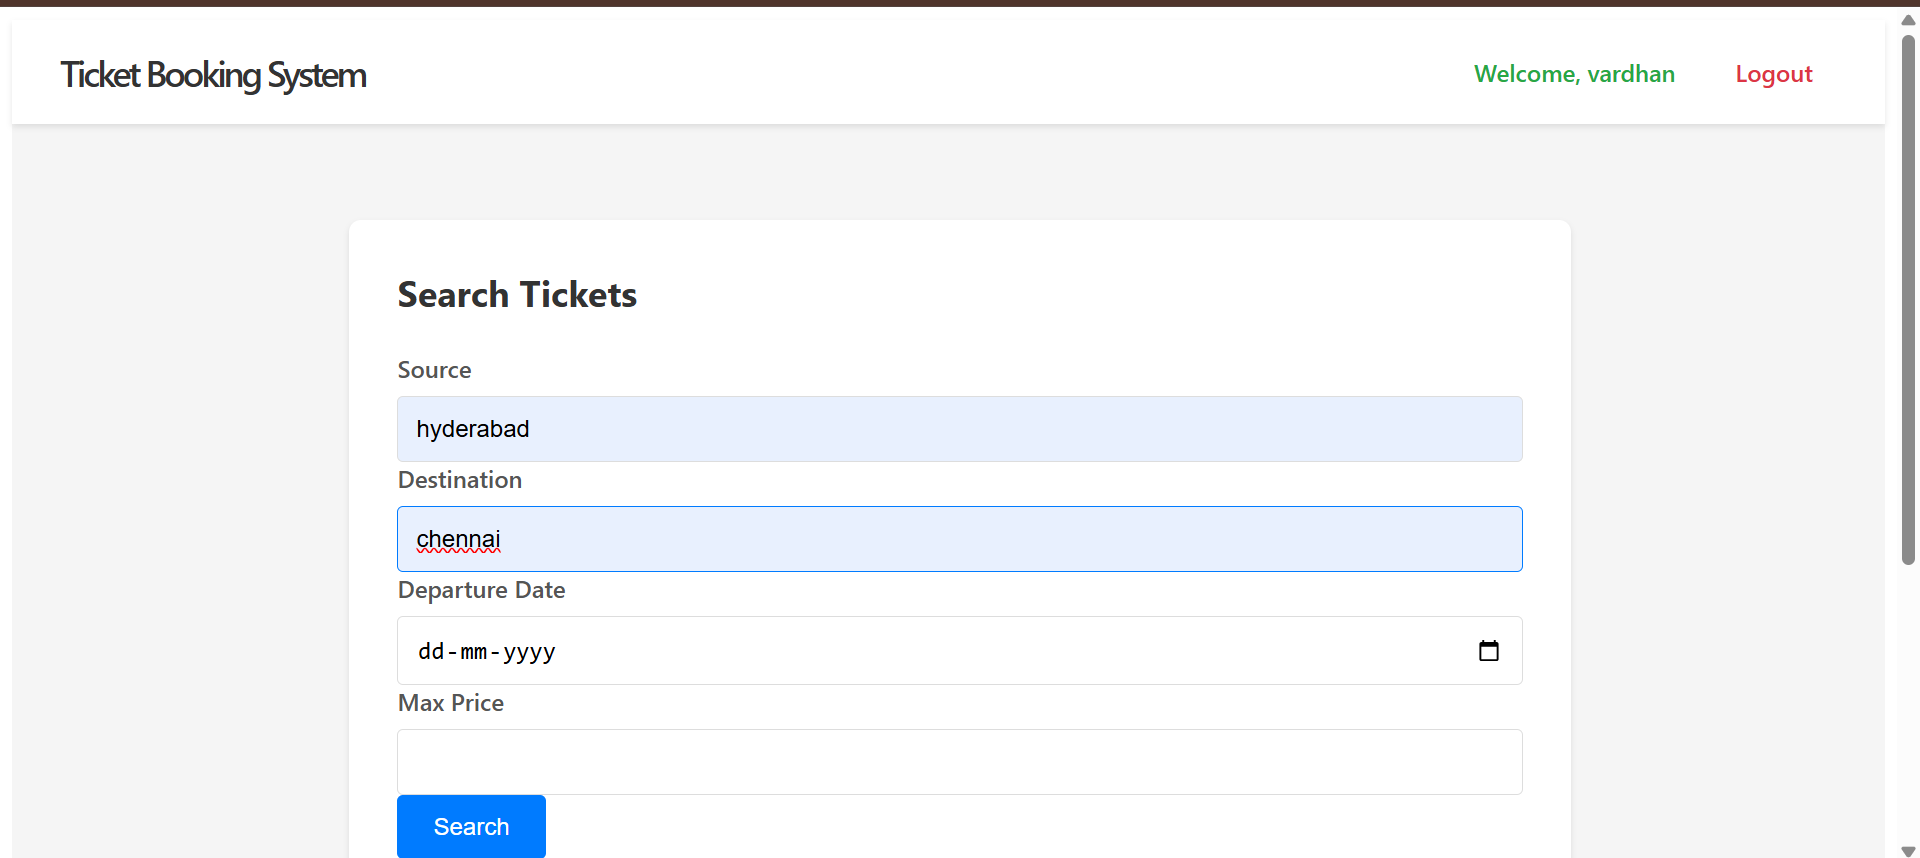 Ticket Booking System
Welcome, vardhan
Logout
Search Tickets
Source
hyderabad
Destination
chennai
Departure Date
dd-mm-yyyy
Max Price
Search